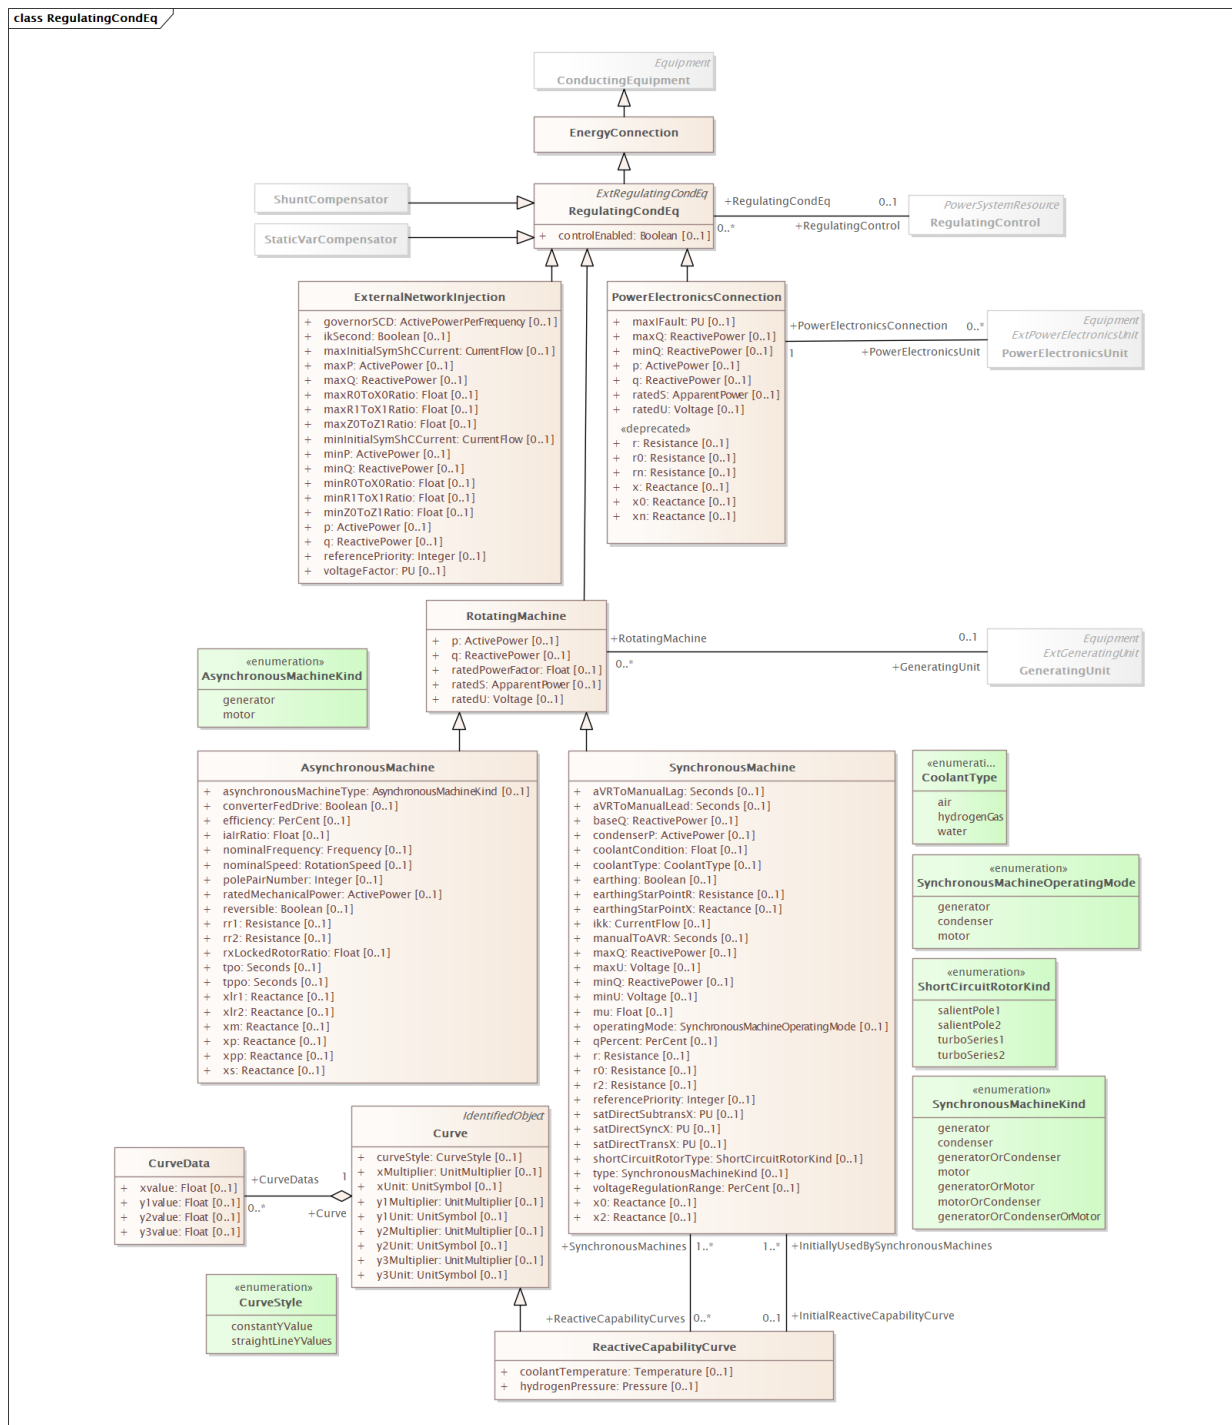 class RegulatingCondEq
Equipment
ConductingEquipment
EnergyConnection
ShuntCompensator
StaticVarCompensator
ExtRegulatingCondEq
RegulatingCondEq
+ controlEnabled: Boolean [0..1]
+RegulatingCondEq 0..1
0..* +RegulatingControl
PowerSystemResource
RegulatingControl
ExternalNetworkInjection
+ governorSCD: ActivePowerPerFrequency [0..1]
+ ikSecond: Boolean [0..1]
+ maxInitialSymShCCurrent: CurrentFlow [0..1]
+ maxP: ActivePower [0..1]
+ maxQ: ReactivePower [0..1]
+ maxR0ToX0Ratio: Float [0..1]
+ maxR1ToX1Ratio: Float [0..1]
+ maxZ0ToZ1Ratio: Float [0..1]
+ minInitialSymShCCurrent: CurrentFlow [0..1]
+ minP: ActivePower [0..1]
+ minQ: ReactivePower [0..1]
+ minR0ToX0Ratio: Float [0..1]
+ minR1ToX1Ratio: Float [0..1]
+ minZ0ToZ1Ratio: Float [0..1]
+ p: ActivePower [0..1]
+ q: ReactivePower [0..1]
+ referencePriority: Integer [0..1]
+ voltageFactor: PU [0..1]
PowerElectronicsConnection
+ maxIFault: PU [0..1]
+ maxQ: ReactivePower [0..1]
+ minQ: ReactivePower [0..1]
+ p: ActivePower [0..1]
+ q: ReactivePower [0..1]
+ ratedS: ApparentPower [0..1]
+ ratedU: Voltage [0..1]
«deprecated»
+ r: Resistance [0..1]
+ r0: Resistance [0..1]
+ rn: Resistance [0..1]
+ x: Reactance [0..1]
+ x0: Reactance [0..1]
+ xn: Reactance [0..1]
+PowerElectronicsConnection 0..*
1 +PowerElectronicsUnit
Equipment
ExtPowerElectronicsUnit
PowerElectronicsUnit
RotatingMachine
+ p: ActivePower [0..1]
+ q: ReactivePower [0..1]
+ ratedPowerFactor: Float [0..1]
+ ratedS: ApparentPower [0..1]
+ ratedU: Voltage [0..1]
+RotatingMachine 0..1
0..* +GeneratingUnit
Equipment
ExtGeneratingUnit
GeneratingUnit
«enumeration»
AsynchronousMachineKind
generator
motor
AsynchronousMachine
+ asynchronousMachineType: AsynchronousMachineKind [0..1]
+ converterFedDrive: Boolean [0..1]
+ efficiency: PerCent [0..1]
+ iaIrRatio: Float [0..1]
+ nominalFrequency: Frequency [0..1]
+ nominalSpeed: RotationSpeed [0..1]
+ polePairNumber: Integer [0..1]
+ ratedMechanicalPower: ActivePower [0..1]
+ reversible: Boolean [0..1]
+ rr1: Resistance [0..1]
+ rr2: Resistance [0..1]
+ rxLockedRotorRatio: Float [0..1]
+ tpo: Seconds [0..1]
+ tppo: Seconds [0..1]
+ xlr1: Reactance [0..1]
+ xlr2: Reactance [0..1]
+ xm: Reactance [0..1]
+ xp: Reactance [0..1]
+ xpp: Reactance [0..1]
+ xs: Reactance [0..1]
SynchronousMachine
+ aVRToManualLag: Seconds [0..1]
+ aVRToManualLead: Seconds [0..1]
+ baseQ: ReactivePower [0..1]
+ condenserP: ActivePower [0..1]
+ coolantCondition: Float [0..1]
+ coolantType: CoolantType [0..1]
+ earthing: Boolean [0..1]
+ earthingStarPointR: Resistance [0..1]
+ earthingStarPointX: Reactance [0..1]
+ ikk: CurrentFlow [0..1]
+ manualToAVR: Seconds [0..1]
+ maxQ: ReactivePower [0..1]
+ maxU: Voltage [0..1]
+ minQ: ReactivePower [0..1]
+ minU: Voltage [0..1]
+ mu: Float [0..1]
+ operatingMode: SynchronousMachineOperatingMode [0..1]
+ qPercent: PerCent [0..1]
+ r: Resistance [0..1]
+ r0: Resistance [0..1]
+ r2: Resistance [0..1]
+ referencePriority: Integer [0..1]
+ satDirectSubtransX: PU [0..1]
+ satDirectSyncX: PU [0..1]
+ satDirectTransX: PU [0..1]
+ shortCircuitRotorType: ShortCircuitRotorKind [0..1]
+ type: SynchronousMachineKind [0..1]
+ voltageRegulationRange: PerCent [0..1]
+ x0: Reactance [0..1]
+ x2: Reactance [0..1]
«enumerati...
CoolantType
air
hydrogenGas
water
«enumeration»
SynchronousMachineOperatingMode
generator
condenser
motor
«enumeration»
ShortCircuitRotorKind
salientPole1
salientPole2
turboSeries1
turboSeries2
«enumeration»
SynchronousMachineKind
generator
condenser
generatorOrCondenser
motor
generatorOrMotor
motorOrCondenser
generatorOrCondenserOrMotor
CurveData
+ xvalue: Float [0..1]
+ y1value: Float [0..1]
+ y2value: Float [0..1]
+ y3value: Float [0..1]
+CurveDatas 1
0..* +Curve
IdentifiedObject
Curve
+ curveStyle: CurveStyle [0..1]
+ xMultiplier: UnitMultiplier [0..1]
+ xUnit: UnitSymbol [0..1]
+ y1Multiplier: UnitMultiplier [0..1]
+ y1Unit: UnitSymbol [0..1]
+ y2Multiplier: UnitMultiplier [0..1]
+ y2Unit: UnitSymbol [0..1]
+ y3Multiplier: UnitMultiplier [0..1]
+ y3Unit: UnitSymbol [0..1]
«enumeration»
CurveStyle
constantYValue
straightLineYValues
+SynchronousMachines 1..* 1..* +InitiallyUsedBySynchronousMachines
+ReactiveCapabilityCurves 0..* 0..1 +InitialReactiveCapabilityCurve
ReactiveCapabilityCurve
+ coolantTemperature: Temperature [0..1]
+ hydrogenPressure: Pressure [0..1]